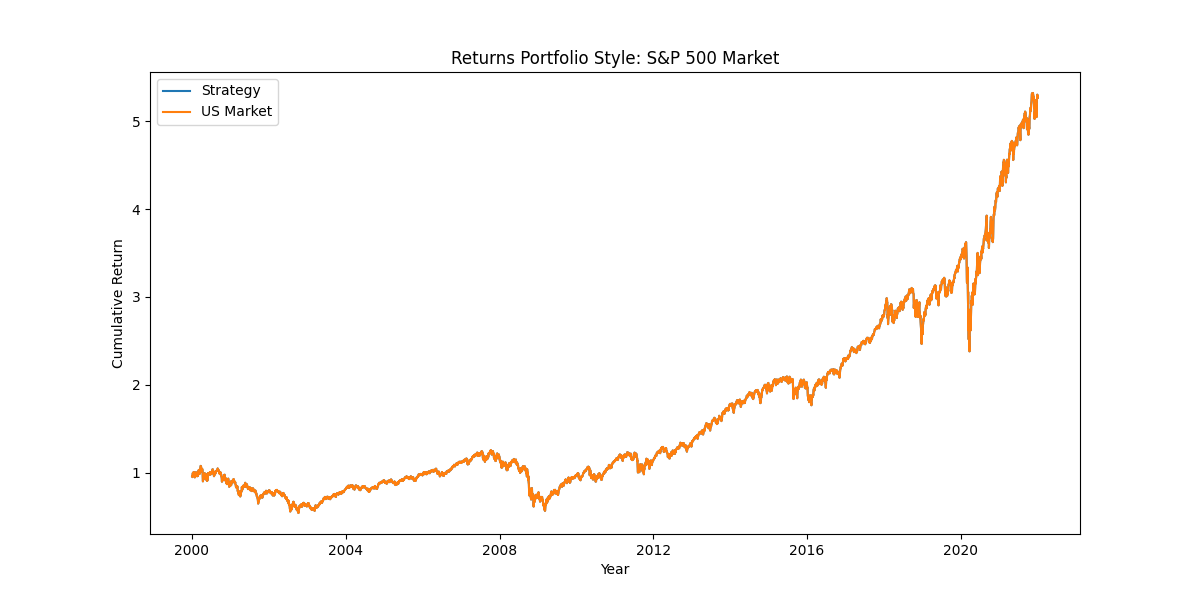 Returns Portfolio Style: S&P 500 Market
Strategy
US Market
Cumulative Return
5
4
3
2
1
2000 2004 2008 2012 2016 2020
Year